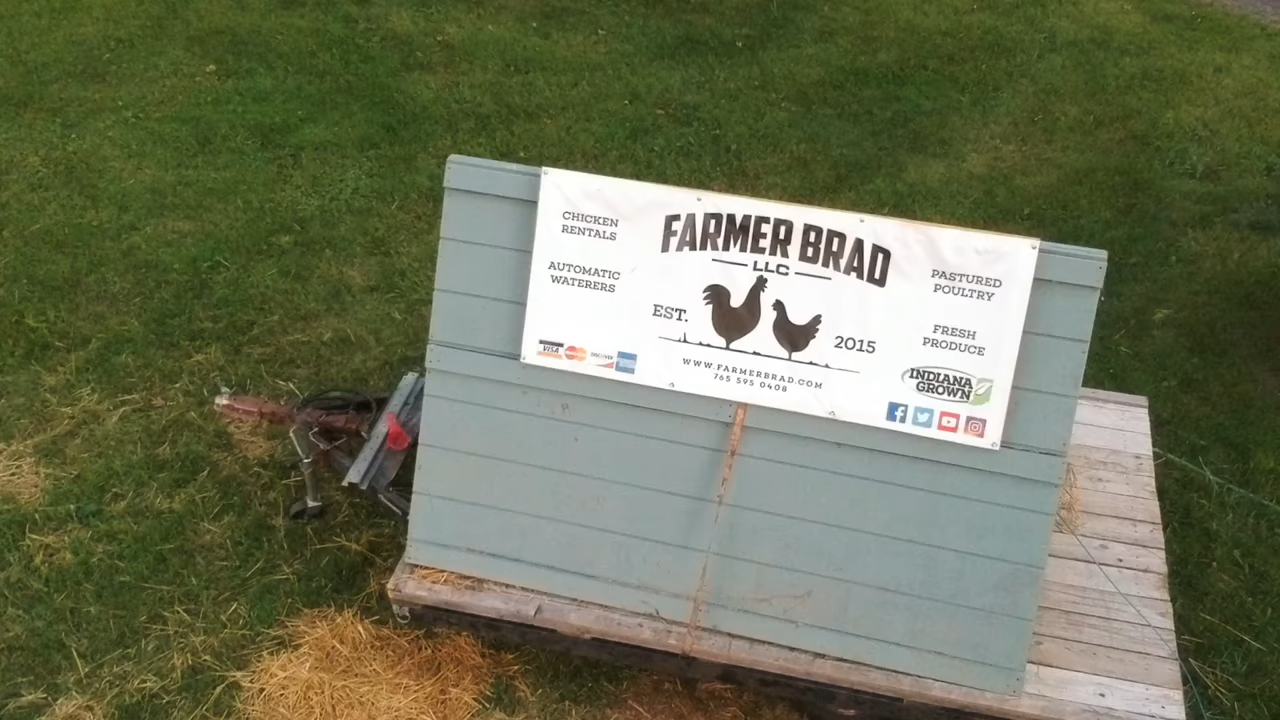 FARMER BRAD
LLC
CHICKEN
RENTALS
AUTOMATIC
WATERERS
EST.
2015
PASTURED
POULTRY
FRESH
PRODUCE
WWW.FARMERBRAD.COM
765 595 0408
VISA
DISCOVER
INDIANA
GROWN